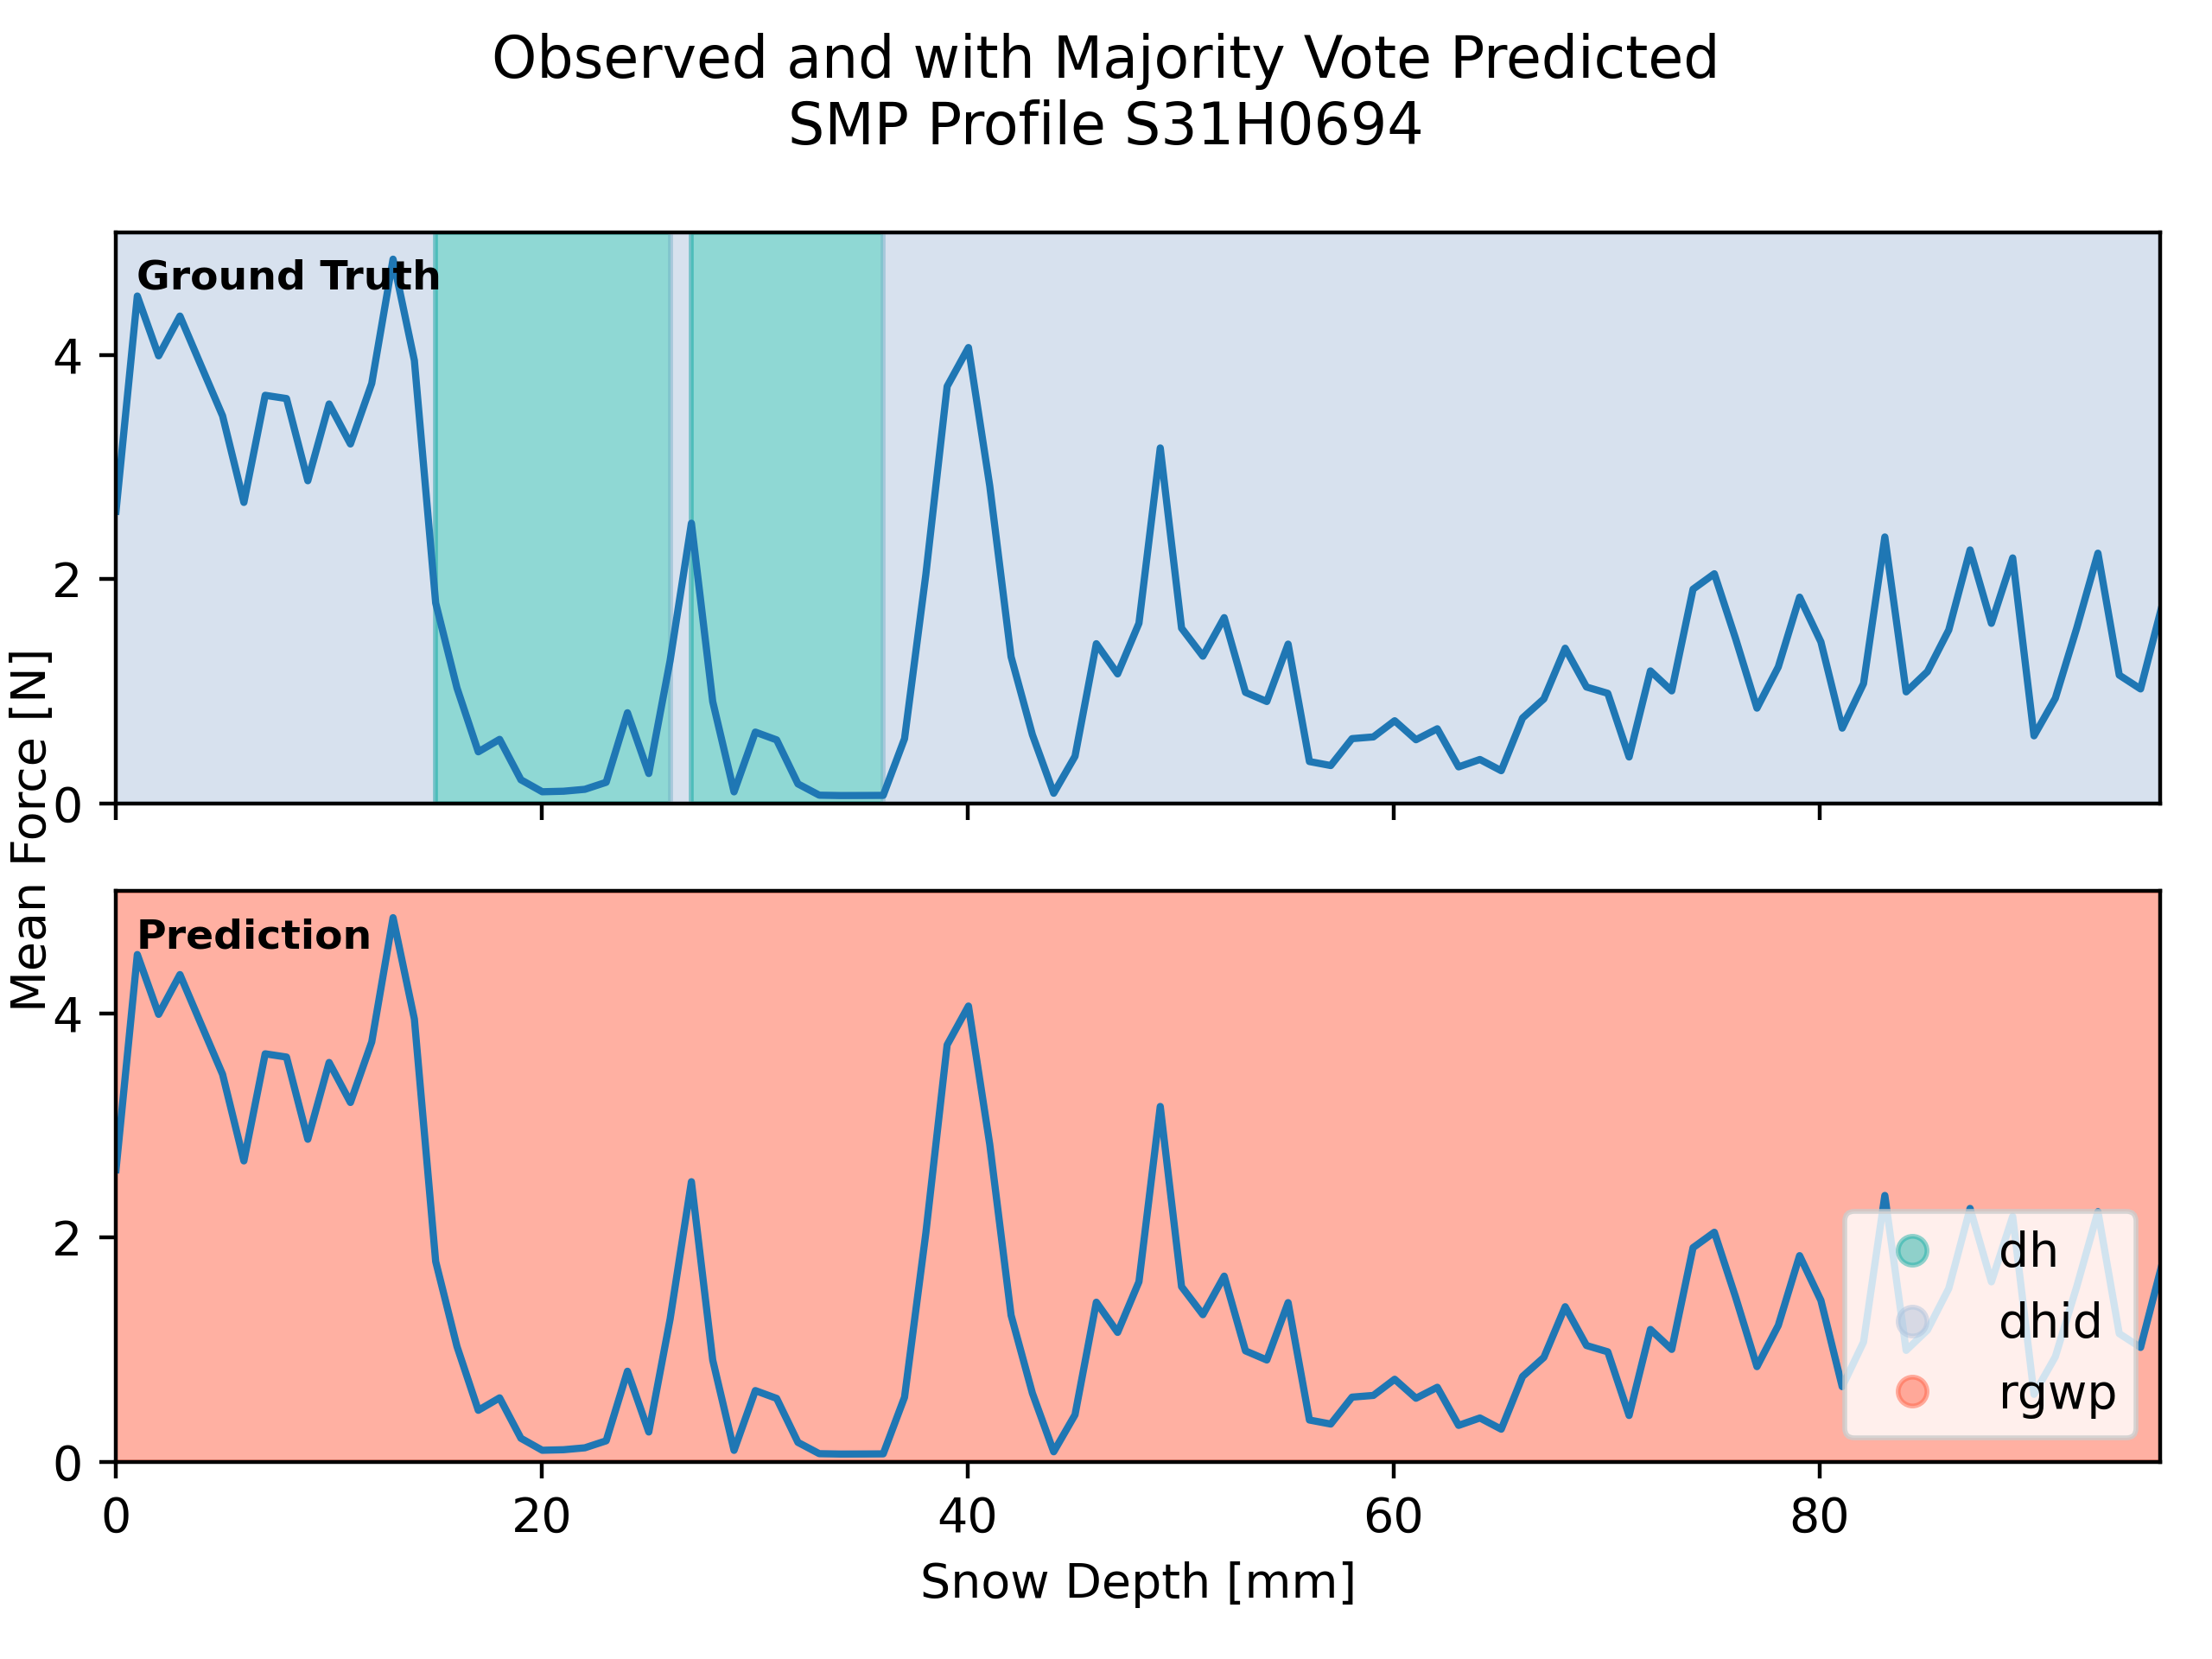 Observed and with Majority Vote Predicted
SMP Profile S31H0694
Ground Truth
4
2
0
Mean Force [N]
Prediction
4
2
0
dh
dhid
rgwp
0 20 40 60 80
Snow Depth [mm]